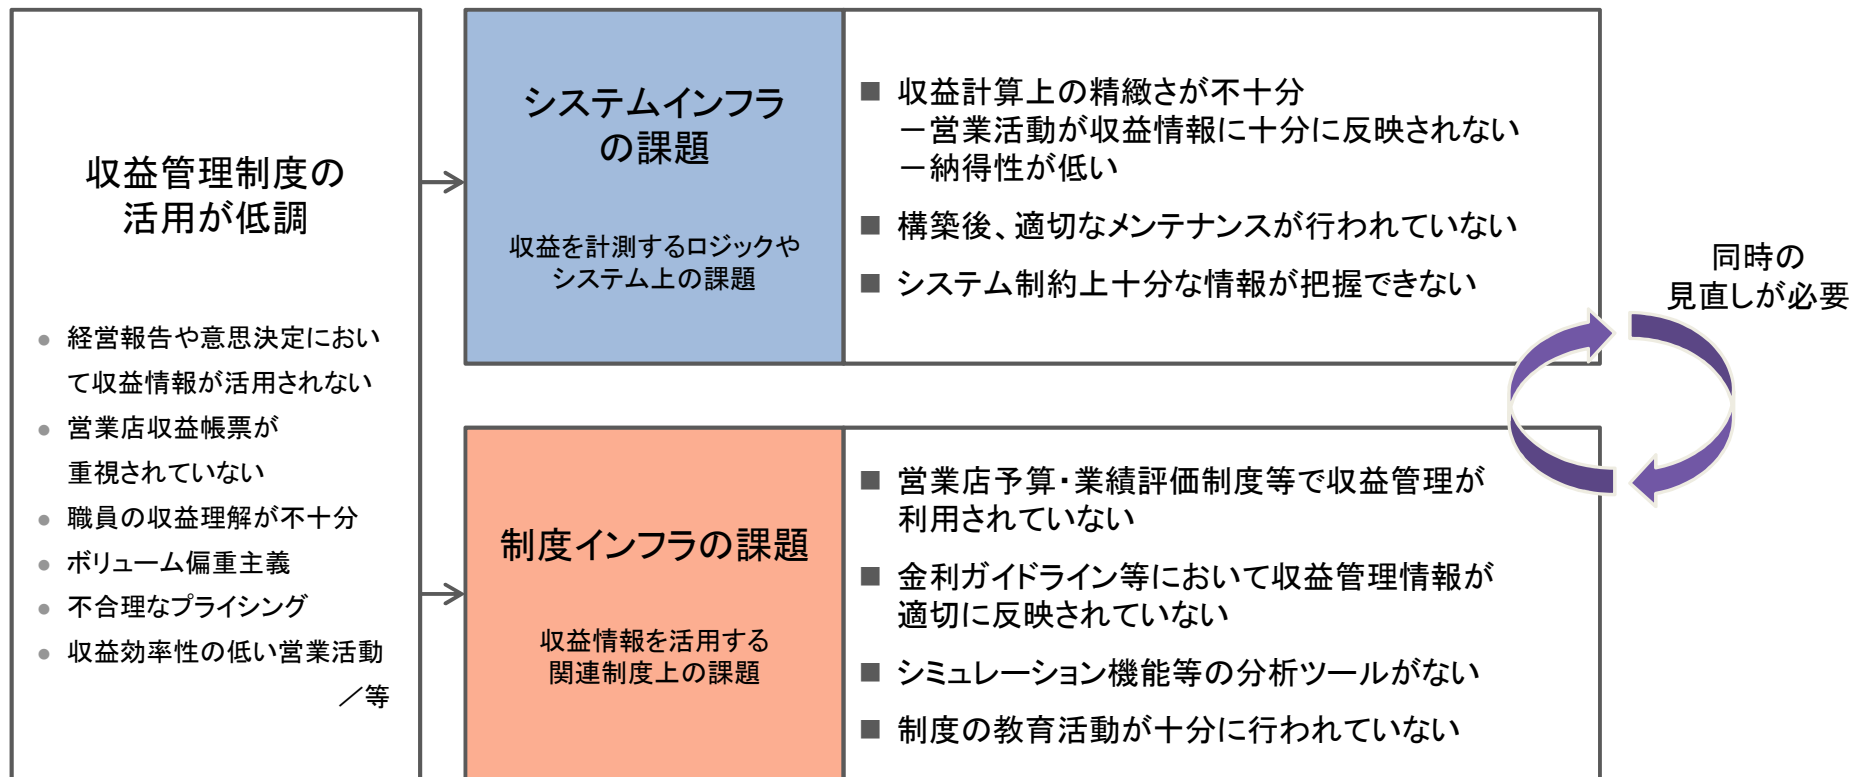 収益管理制度の
活用が低調
● 経営報告や意思決定におい
て収益情報が活用されない
● 営業店収益帳票が
重視されていない
● 職員の収益理解が不十分
● ボリューム偏重主義
● 不合理なプライシング
● 収益効率性の低い営業活動
／等
システムインフラ
の課題
収益を計測するロジックや
システム上の課題
■ 収益計算上の精緻さが不十分
－営業活動が収益情報に十分に反映されない
－納得性が低い
■ 構築後、適切なメンテナンスが行われていない
■ システム制約上十分な情報が把握できない
制度インフラの課題
収益情報を活用する
関連制度上の課題
■ 営業店予算・業績評価制度等で収益管理が
利用されていない
■ 金利ガイドライン等において収益管理情報が
適切に反映されていない
■ シミュレーション機能等の分析ツールがない
■ 制度の教育活動が十分に行われていない
同時の
見直しが必要